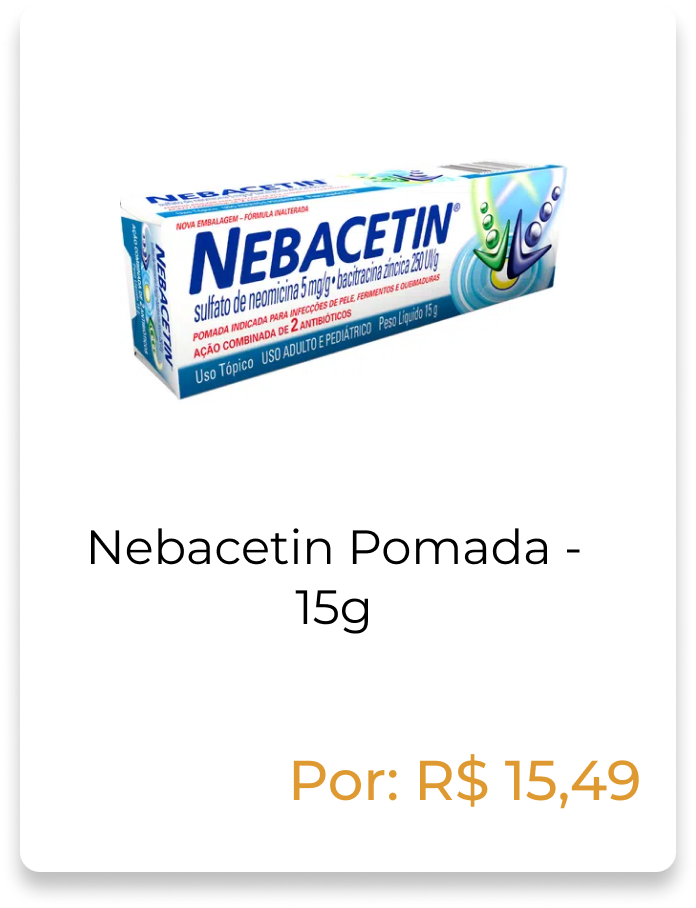 NEBACETIN
NOVA EMBALAGEM – FÓRMULA INALTERADA
NEBACETIN®
sulfato de neomicina 5 mg/g • bacitracina zíncica 250 UI/g
POMADA INDICADA PARA INFECÇÕES DE PELE, FERIMENTOS E QUEIMADURAS
AÇÃO COMBINADA DE 2 ANTIBIÓTICOS
Uso Tópico USO ADULTO E PEDIÁTRICO Peso Líquido 15 g
NEBACETIN
Nebacetin Pomada -
15g
Por: R$ 15,49